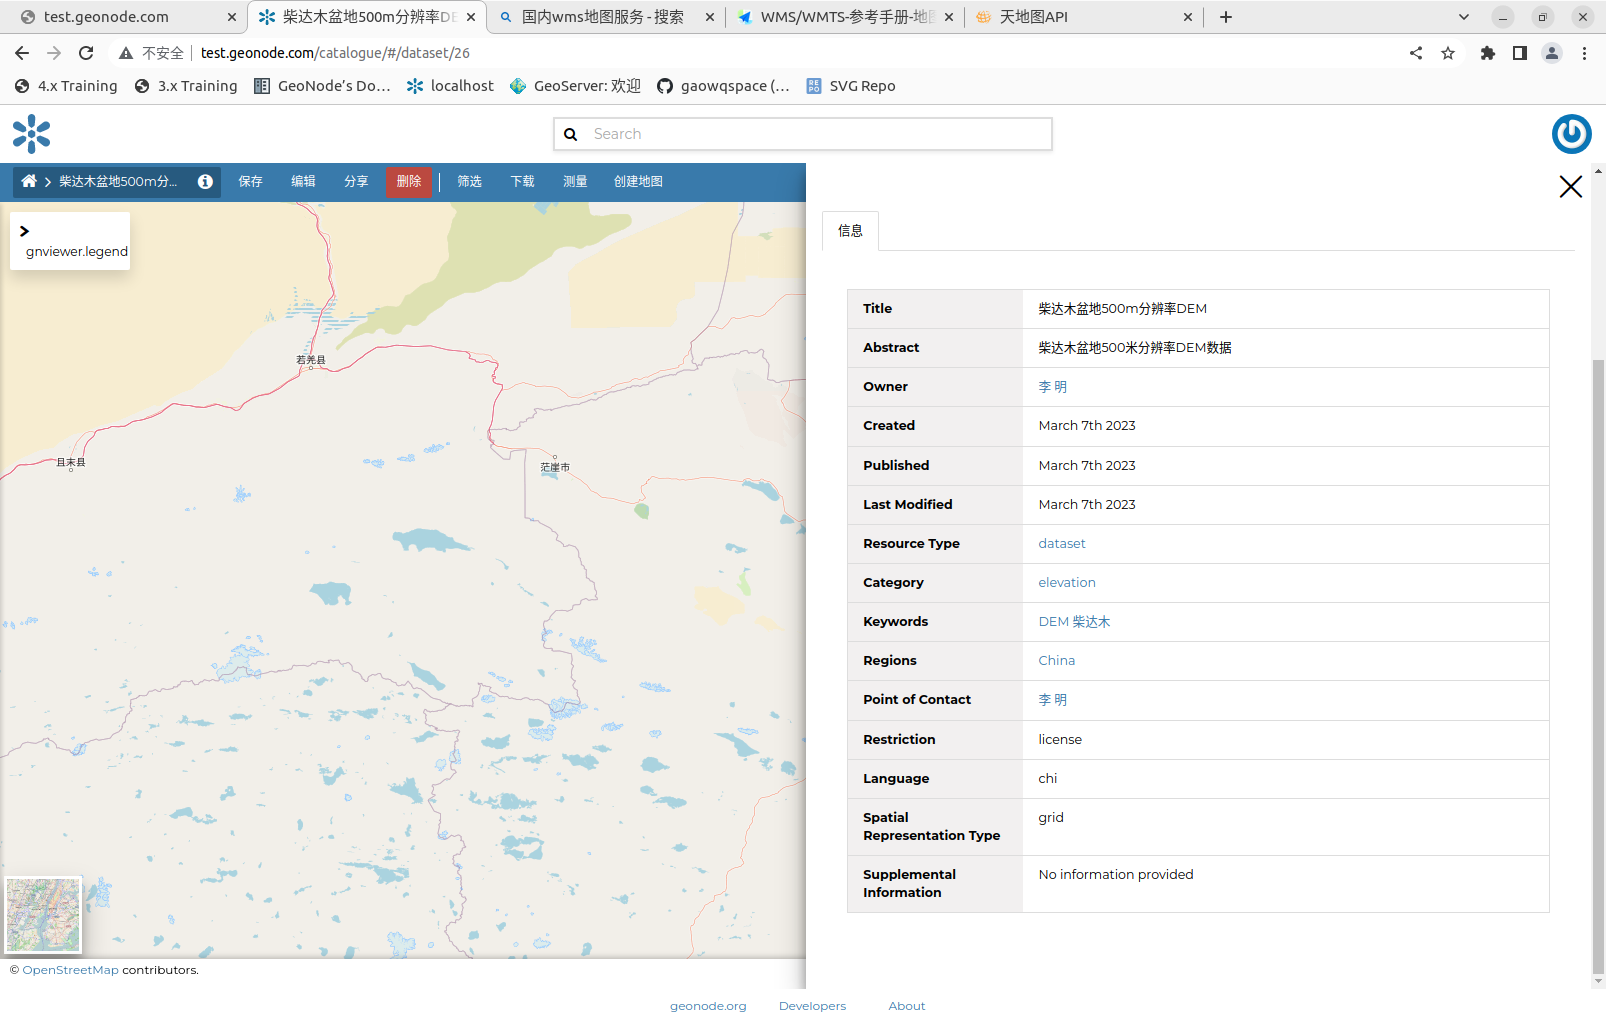 test.geonode.com
柴达木盆地500m分辨率DE
国内wms地图服务 - 搜索
WMS/WMTS-参考手册-地图
天地图API
不安全
test.geonode.com/catalogue/#/dataset/26
4.x Training
3.x Training
GeoNode’s Do…
localhost
GeoServer: 欢迎
gaowqspace (…
SVG Repo
Search
柴达木盆地500m分...
保存
编辑
分享
删除
筛选
下载
测量
创建地图
gnviewer.legend
若羌县
且末县
茫崖市
© OpenStreetMap contributors.
信息
Title 柴达木盆地500m分辨率DEM
Abstract 柴达木盆地500米分辨率DEM数据
Owner 李 明
Created March 7th 2023
Published March 7th 2023
Last Modified March 7th 2023
Resource Type dataset
Category elevation
Keywords DEM 柴达木
Regions China
Point of Contact 李 明
Restriction license
Language chi
Spatial
Representation Type grid
Supplemental
Information No information provided
geonode.org
Developers
About